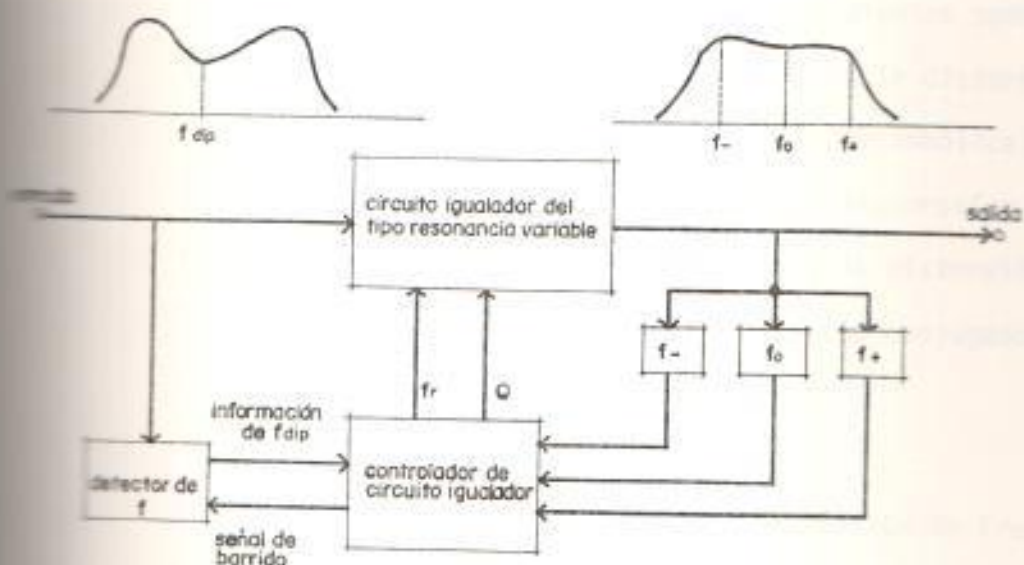 f dip
f- fo f+
circuito igualador del
tipo resonancia variable
salida
f- fo f+
fr Q
información
de fdip
detector de
f
controlador de
circuito igualador
señal de
barrido